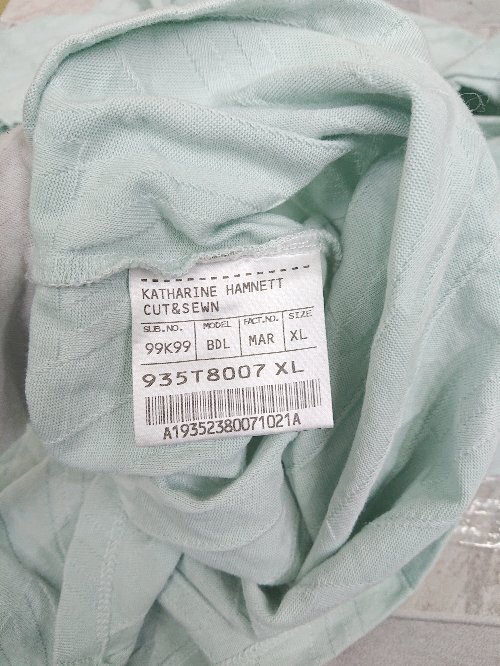 KATHARINE HAMNETT
CUT&SEWN
SUB.NO. MODEL FACT.NO. SIZE
99K99 BDL MAR XL
935T8007 XL
A19352380071021A